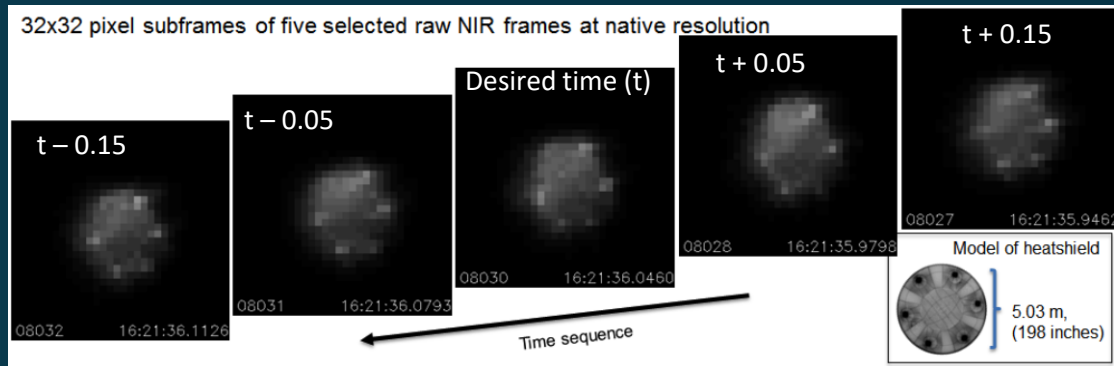 32x32 pixel subframes of five selected raw NIR frames at native resolution
t – 0.15
08032 16:21:36.1126
t – 0.05
08031 16:21:36.0793
Desired time (t)
08030 16:21:36.0460
t + 0.05
08028 16:21:35.9798
t + 0.15
08027 16:21:35.9462
Time sequence
Model of heatshield
5.03 m,
(198 inches)